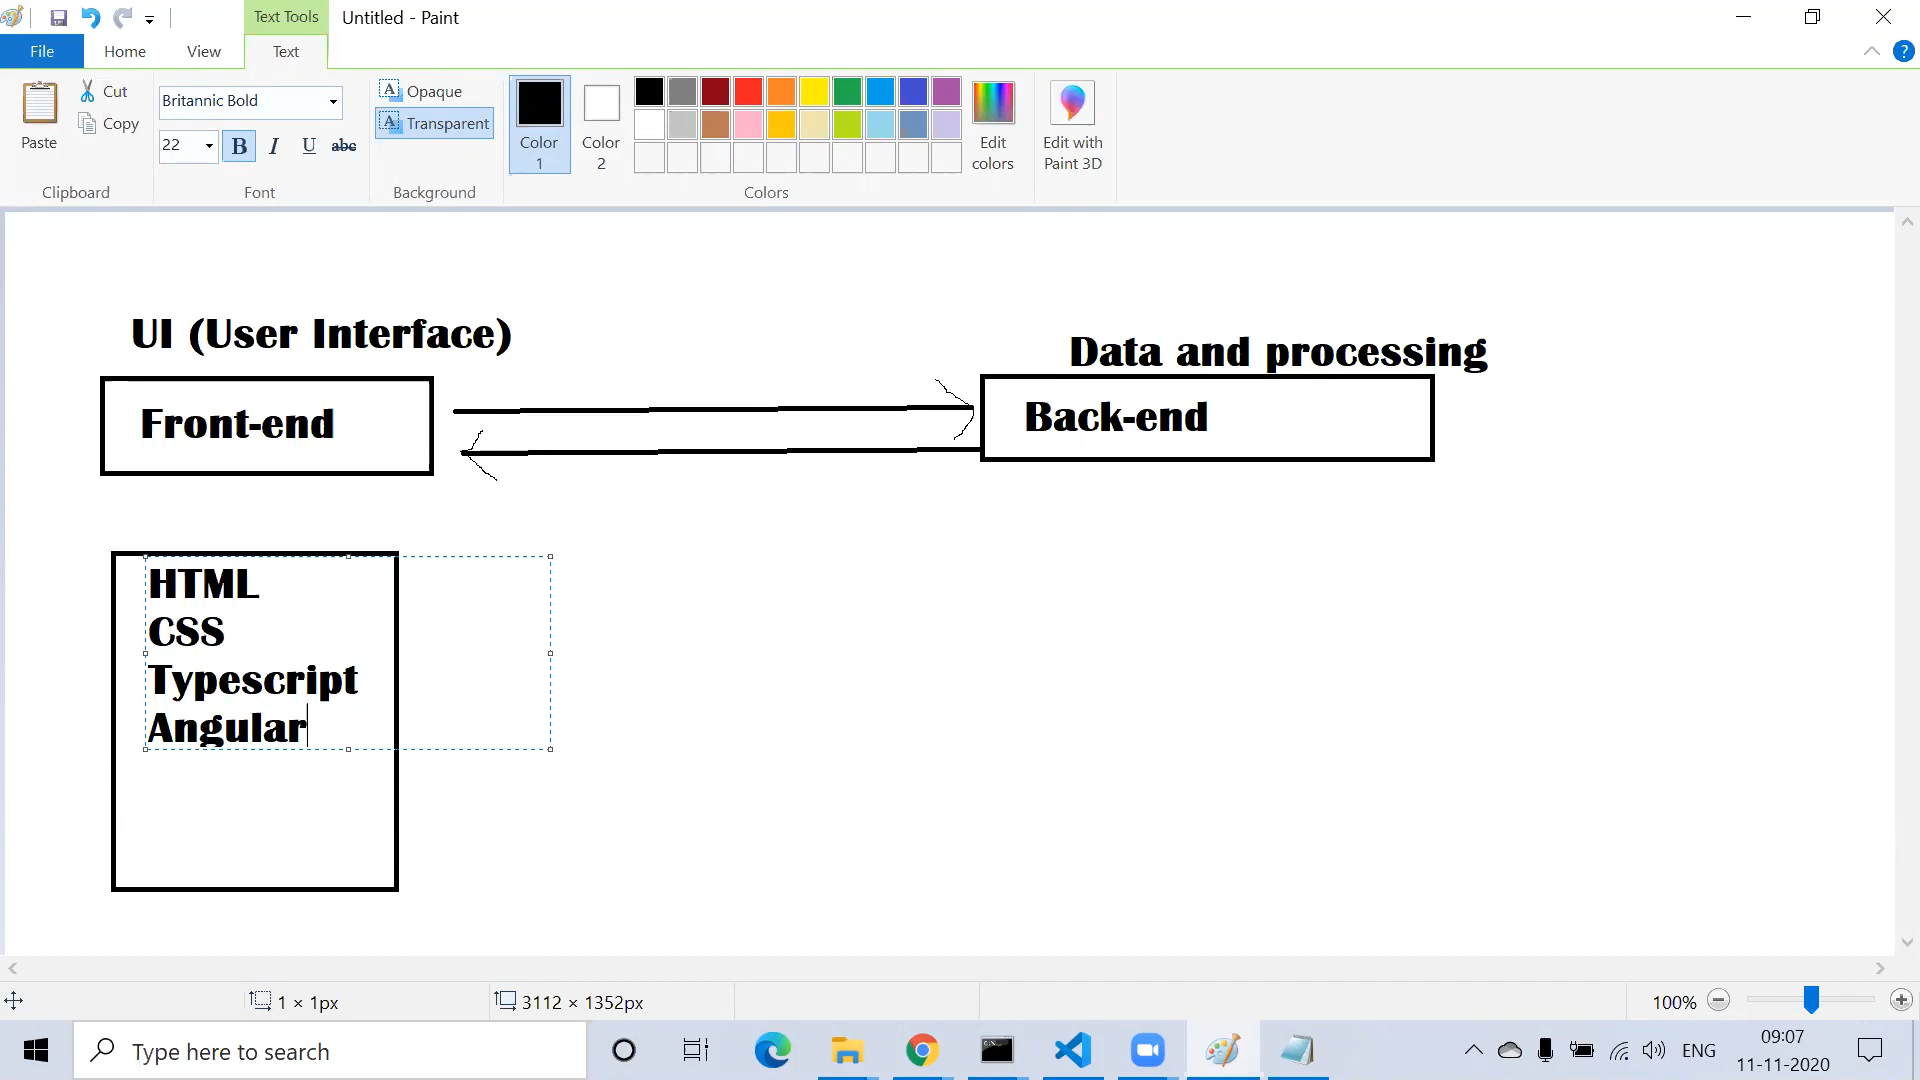 Text Tools
Untitled - Paint
File
Home
View
Text
Paste
Cut
Copy
Clipboard
Britannic Bold
22
B
I
U
abc
Font
A
Opaque
A
Transparent
Background
Color
1
Color
2
Colors
Edit
colors
Edit with
Paint 3D
UI (User Interface)
Data and processing
Front-end
Back-end
HTML
CSS
Typescript
Angular
1 × 1px
3112 × 1352px
100%
Type here to search
ENG
09:07
11-11-2020